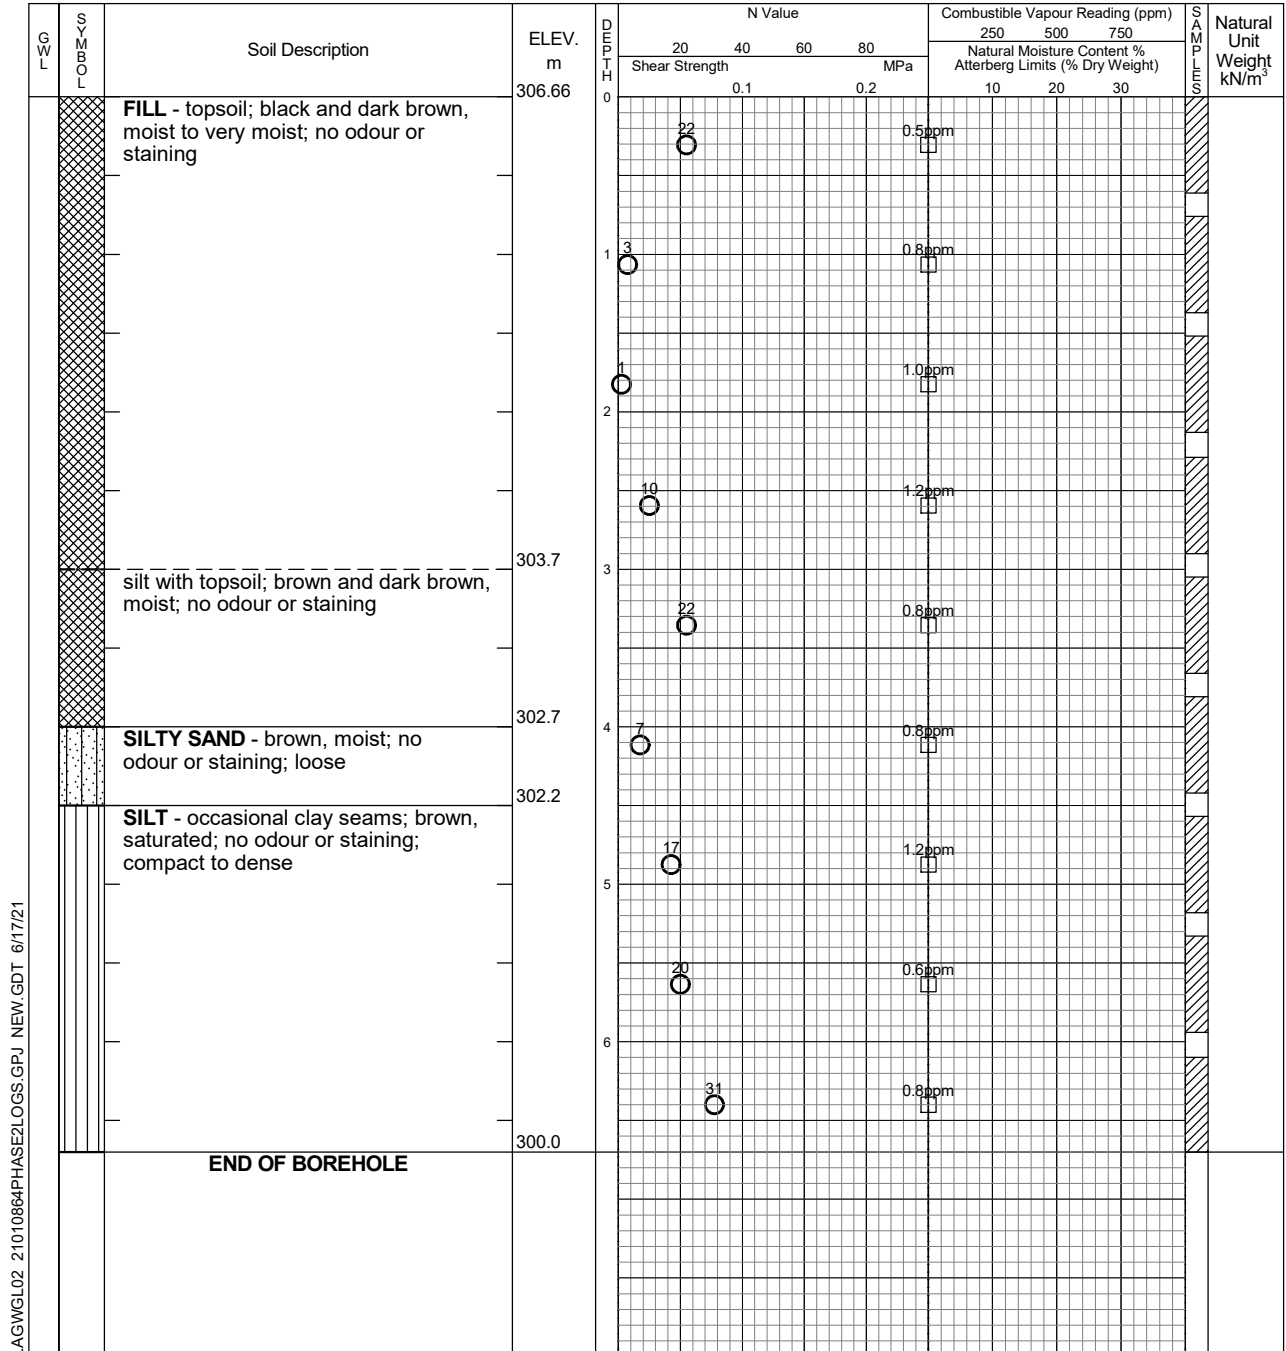 GWL
SYMBOL
Soil Description
ELEV.
m
306.66
DEPTH
N Value
20 40 60 80
Shear Strength MPa
0.1 0.2
Combustible Vapour Reading (ppm)
250 500 750
Natural Moisture Content %
Atterberg Limits (% Dry Weight)
10 20 30
SAMPLES
Natural
Unit
Weight
kN/m³
0
FILL - topsoil; black and dark brown,
moist to very moist; no odour or
staining
22 0.5ppm
3 0.8ppm
1
1 1.0ppm
2
10 1.2ppm
303.7
3
silt with topsoil; brown and dark brown,
moist; no odour or staining
22 0.8ppm
302.7
4
SILTY SAND - brown, moist; no
odour or staining; loose
7 0.8ppm
302.2
SILT - occasional clay seams; brown,
saturated; no odour or staining;
compact to dense
17 1.2ppm
5
20 0.6ppm
6
31 0.8ppm
300.0
END OF BOREHOLE
AGWGL02 21010864PHASE2LOGS.GPJ NEW.GDT 6/17/21